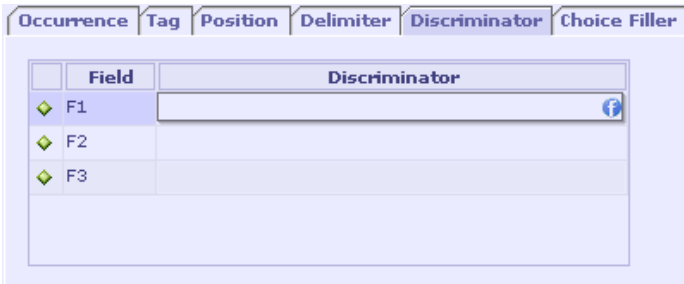 Occurrence Tag Position Delimiter Discriminator Choice Filler
Field Discriminator
F1
F2
F3